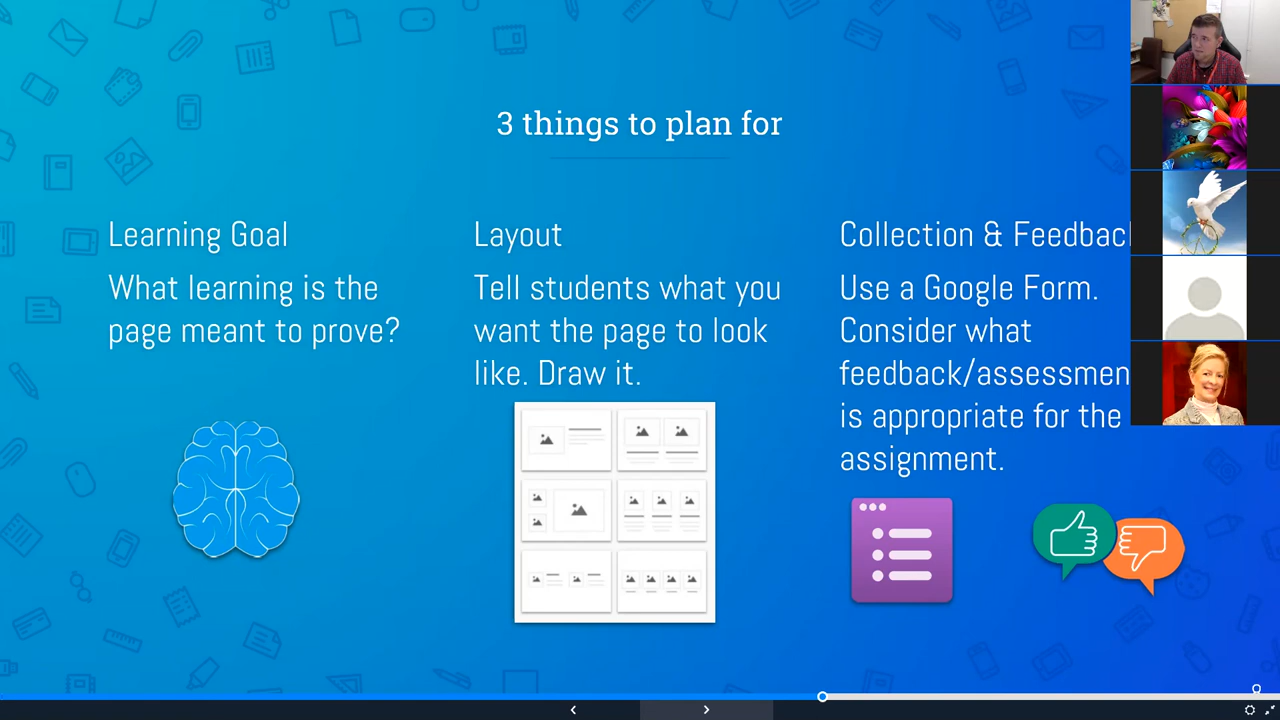 3 things to plan for
Learning Goal
What learning is the
page meant to prove?
Layout
Tell students what you
want the page to look
like. Draw it.
Collection & Feedbac
Use a Google Form.
Consider what
feedback/assessmen
is appropriate for the
assignment.